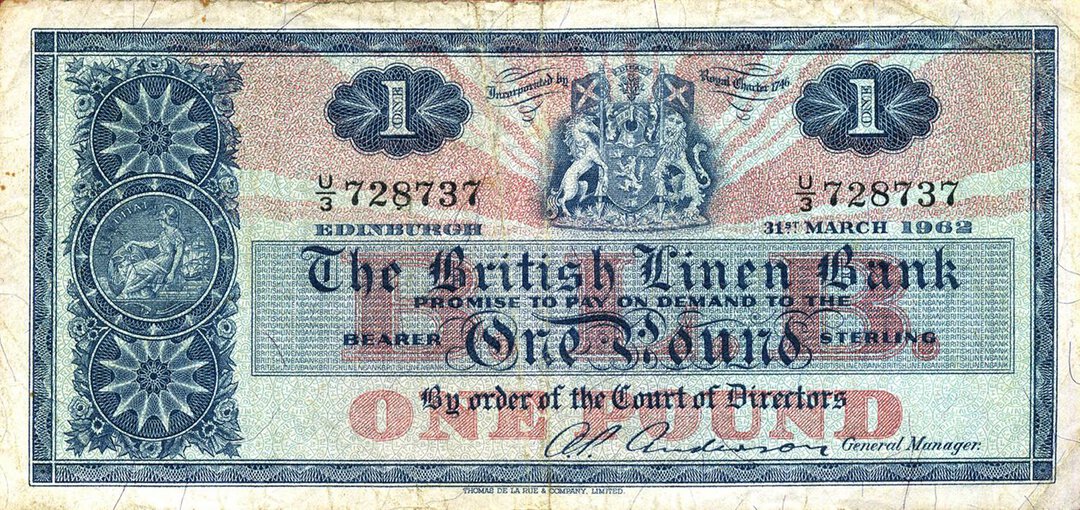 1 ONE
Incorporated by Royal Charter 1746
1 ONE
U/3 728737
U/3 728737
EDINBURGH
31ST MARCH 1962
B.L.B.
The British Linen Bank
PROMISE TO PAY ON DEMAND TO THE
BEARER One Pound STERLING
ONE POUND
By order of the Court of Directors
A.P. Anderson General Manager.
THOMAS DE LA RUE & COMPANY, LIMITED.